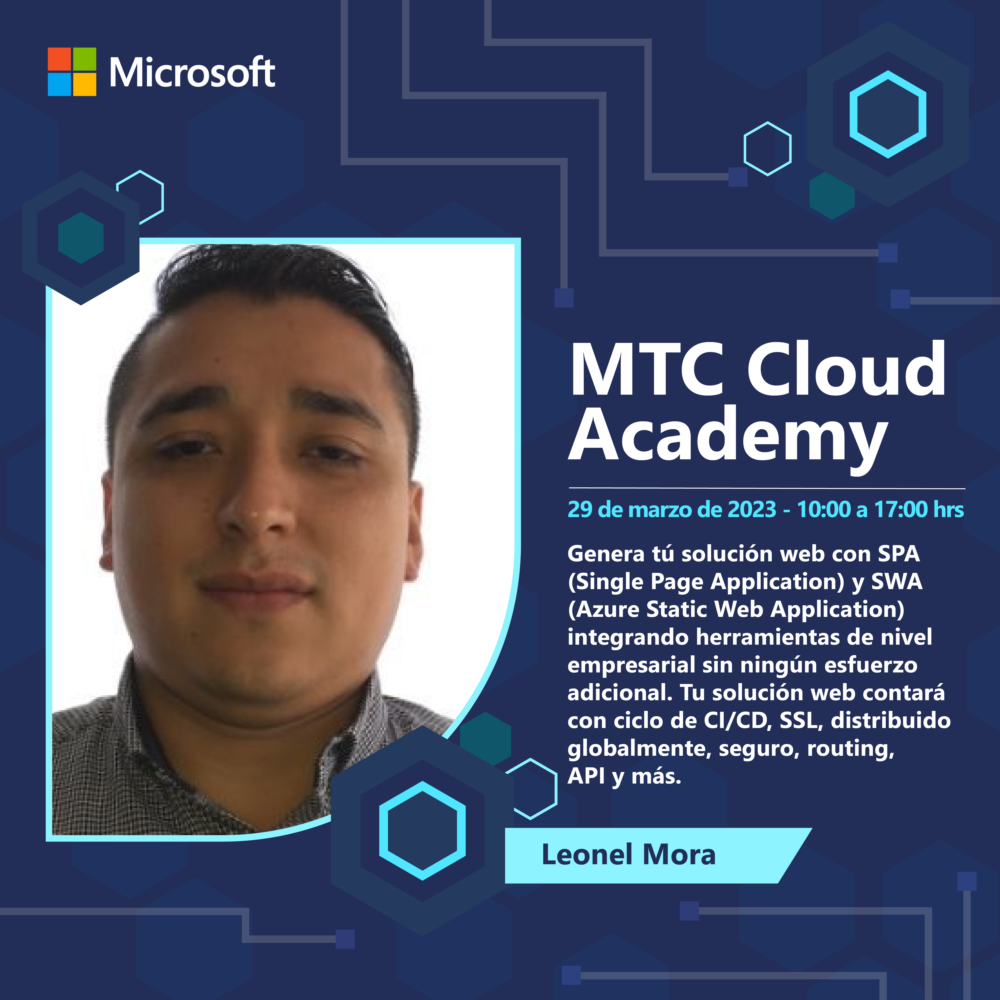 Microsoft
MTC Cloud
Academy
29 de marzo de 2023 - 10:00 a 17:00 hrs
Genera tú solución web con SPA
(Single Page Application) y SWA
(Azure Static Web Application)
integrando herramientas de nivel
empresarial sin ningún esfuerzo
adicional. Tu solución web contará
con ciclo de CI/CD, SSL, distribuido
globalmente, seguro, routing,
API y más.
Leonel Mora